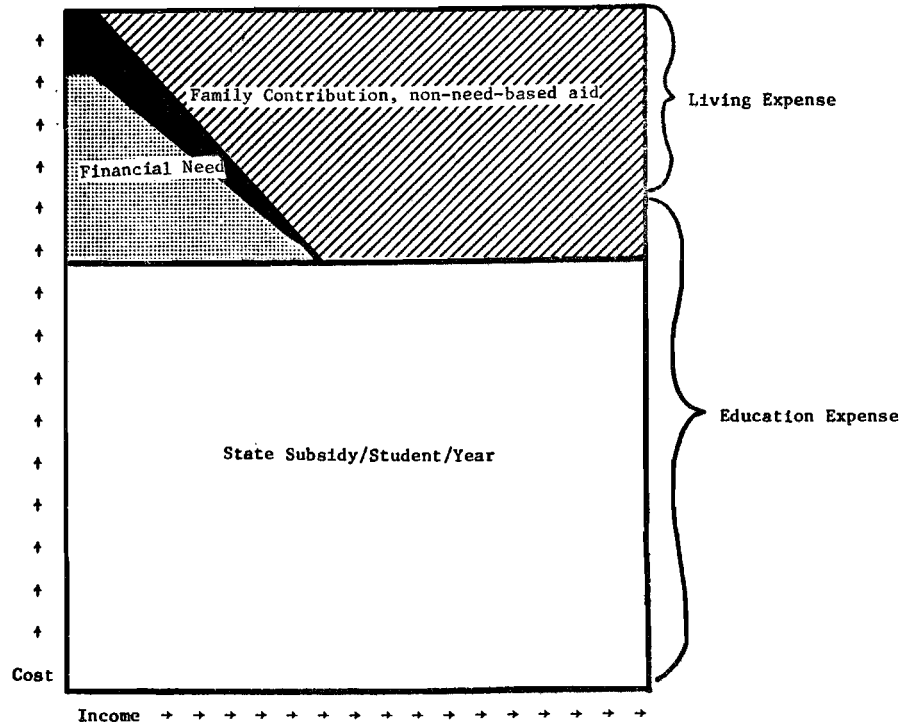 Family Contribution, non-need-based aid
Living Expense
Financial Need
Education Expense
State Subsidy/Student/Year
Cost
Income